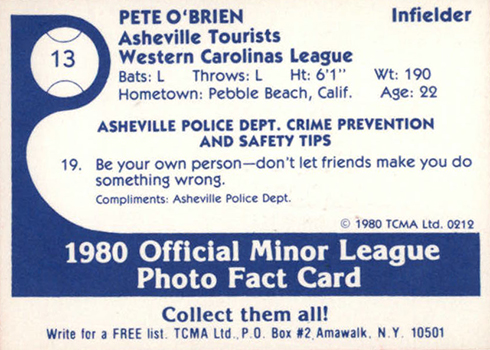 13
PETE O'BRIEN Infielder
Asheville Tourists
Western Carolinas League
Bats: L Throws: L Ht: 6'1" Wt: 190
Hometown: Pebble Beach, Calif. Age: 22
ASHEVILLE POLICE DEPT. CRIME PREVENTION
AND SAFETY TIPS
19. Be your own person—don't let friends make you do
something wrong.
Compliments: Asheville Police Dept.
© 1980 TCMA Ltd. 0212
1980 Official Minor League
Photo Fact Card
Collect them all!
Write for a FREE list. TCMA Ltd., P.O. Box #2, Amawalk, N.Y. 10501